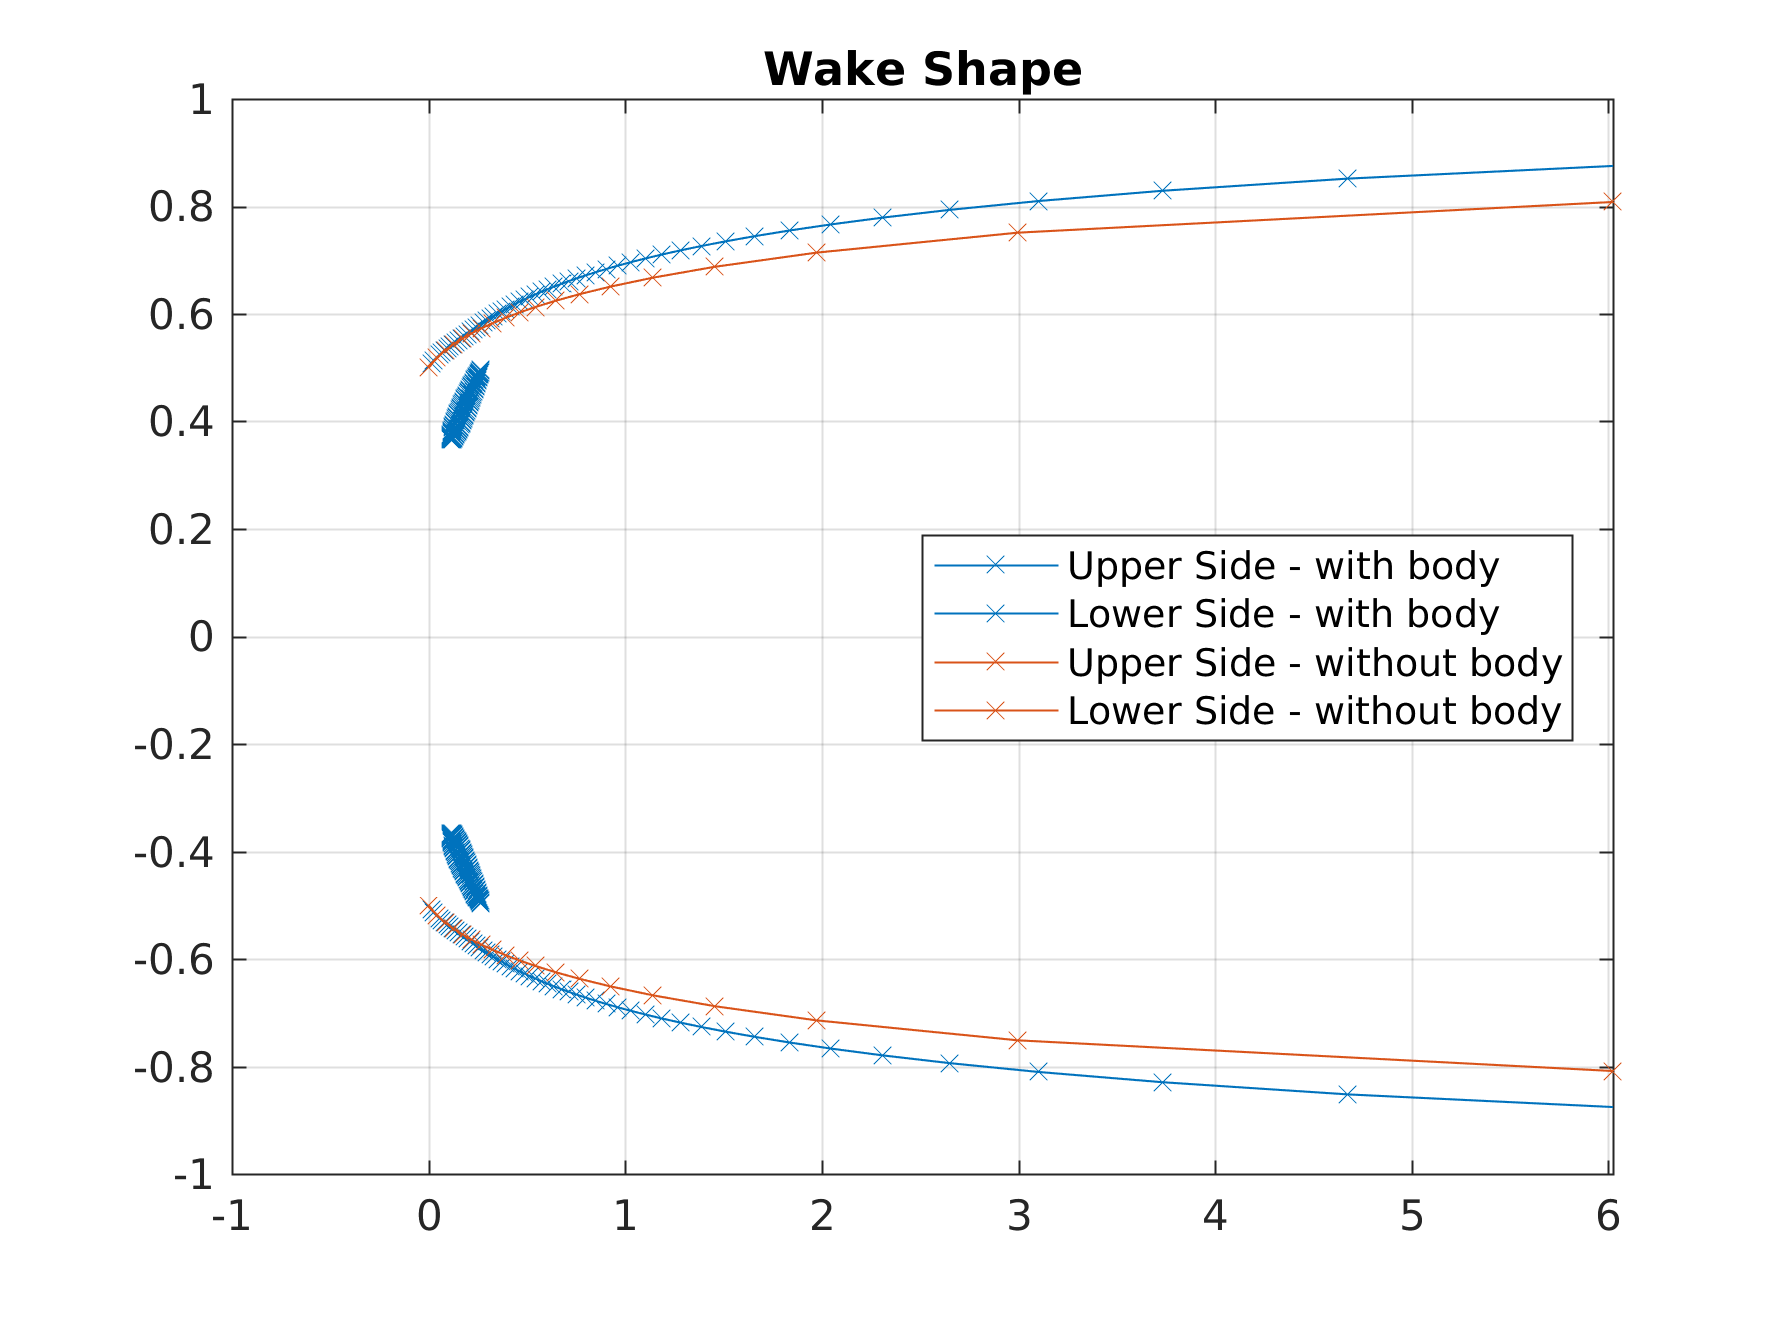 Wake Shape
1
0.8
0.6
0.4
0.2
0
-0.2
-0.4
-0.6
-0.8
-1
Upper Side - with body
Lower Side - with body
Upper Side - without body
Lower Side - without body
-1 0 1 2 3 4 5 6